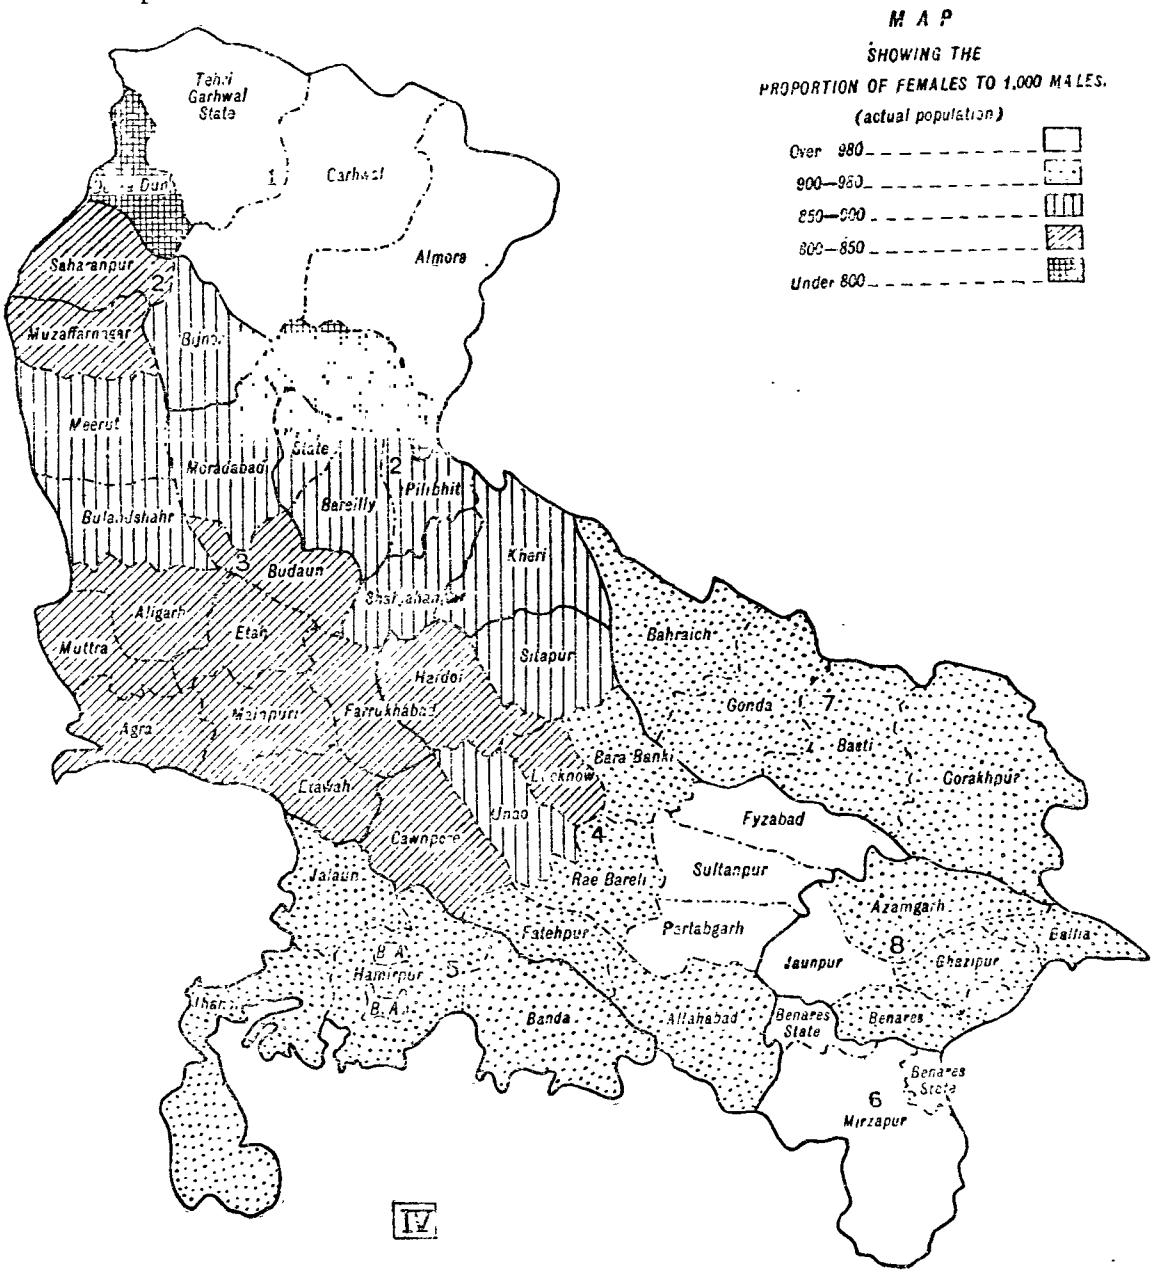 MAP
SHOWING THE
PROPORTION OF FEMALES TO 1,000 MALES.
(actual population)
Over 980
900—980
850—900
800—850
Under 800
Tehri
Garhwal
State
1
Garhwal
Almora
Dun
Saharanpur
2
Muzaffarnagar
Bijno
Meerut
Moradabad
State
2
Bareilly
Pilibhit
Bulandshahr
3
Budaun
Kheri
Shahjahan
Aligarh
Etah
Muttra
Bahraich
Sitapur
Hardoi
Mainpuri
Farrukhabad
Agra
Gonda
7
Basti
Gorakhpur
Bara Banki
Lucknow
Etawah
Unao
Cawnpore
4
Fyzabad
Sultanpur
Rae Bareli
Jalaun
Azamgarh
Partabgarh
Fatehpur
8
Ballia
Ghazipur
Jaunpur
B.A.
Hamirpur
5
B.A.
Jhan
Banda
Allahabad
Benares
State
Benares
Benares
State
6
Mirzapur
IV